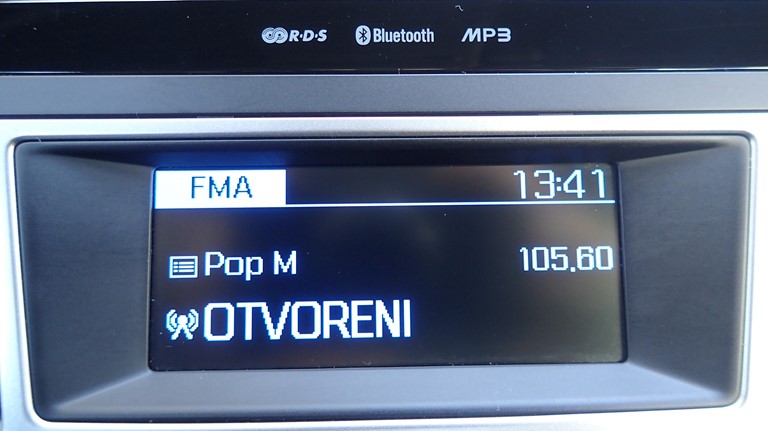 R·D·S Bluetooth MP3
FMA 13:41
Pop M 105.60
OTVORENI